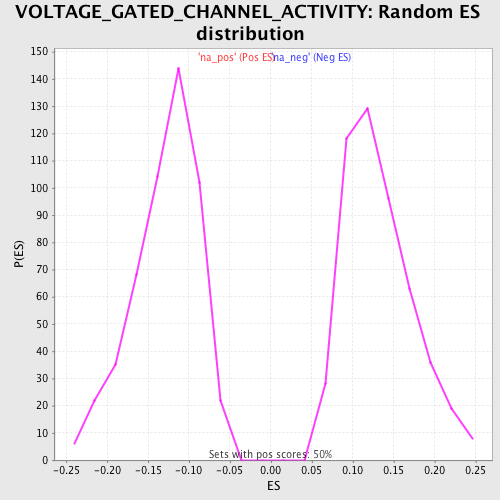 VOLTAGE_GATED_CHANNEL_ACTIVITY: Random ES
distribution
'na_pos' (Pos ES) 'na_neg' (Neg ES)
150
140
130
120
110
100
90
80
70
60
50
40
30
20
10
0
P(ES)
Sets with pos scores: 50%
-0.25 -0.20 -0.15 -0.10 -0.05 0.00 0.05 0.10 0.15 0.20 0.25
ES